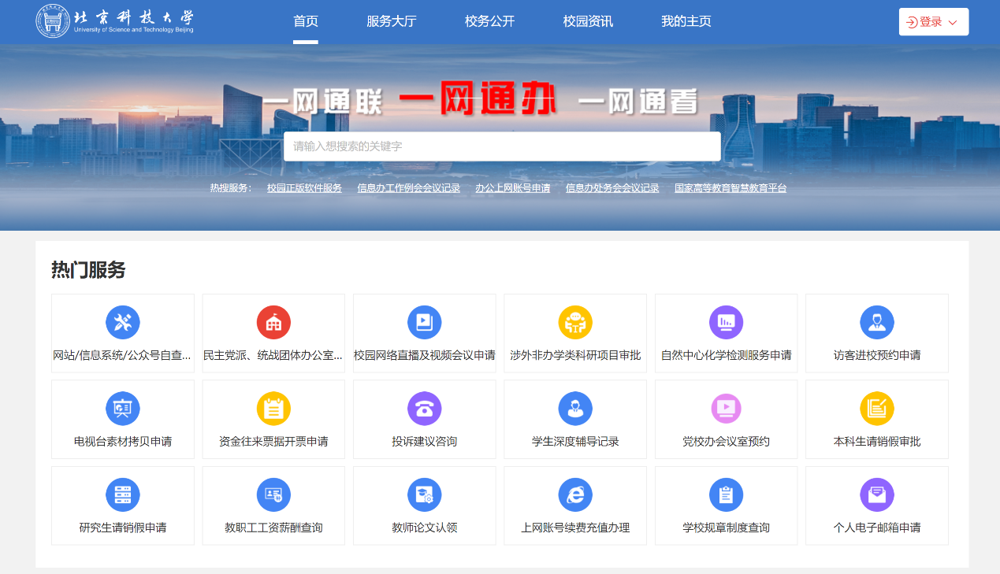 北京科技大学
University of Science and Technology Beijing
首页
服务大厅
校务公开
校园资讯
我的主页
登录
一网通联 一网通办 一网通看
请输入想搜索的关键字
热搜服务： 校园正版软件服务 信息办工作例会会议记录 办公上网账号申请 信息办处务会会议记录 国家高等教育智慧教育平台
热门服务
网站/信息系统/公众号自查...
民主党派、统战团体办公室...
校园网络直播及视频会议申请
涉外非办学类科研项目审批
自然中心化学检测服务申请
访客进校预约申请
电视台素材拷贝申请
资金往来票据开票申请
投诉建议咨询
学生深度辅导记录
党校办会议室预约
本科生请销假审批
研究生请销假申请
教职工工资薪酬查询
教师论文认领
上网账号续费充值办理
学校规章制度查询
个人电子邮箱申请